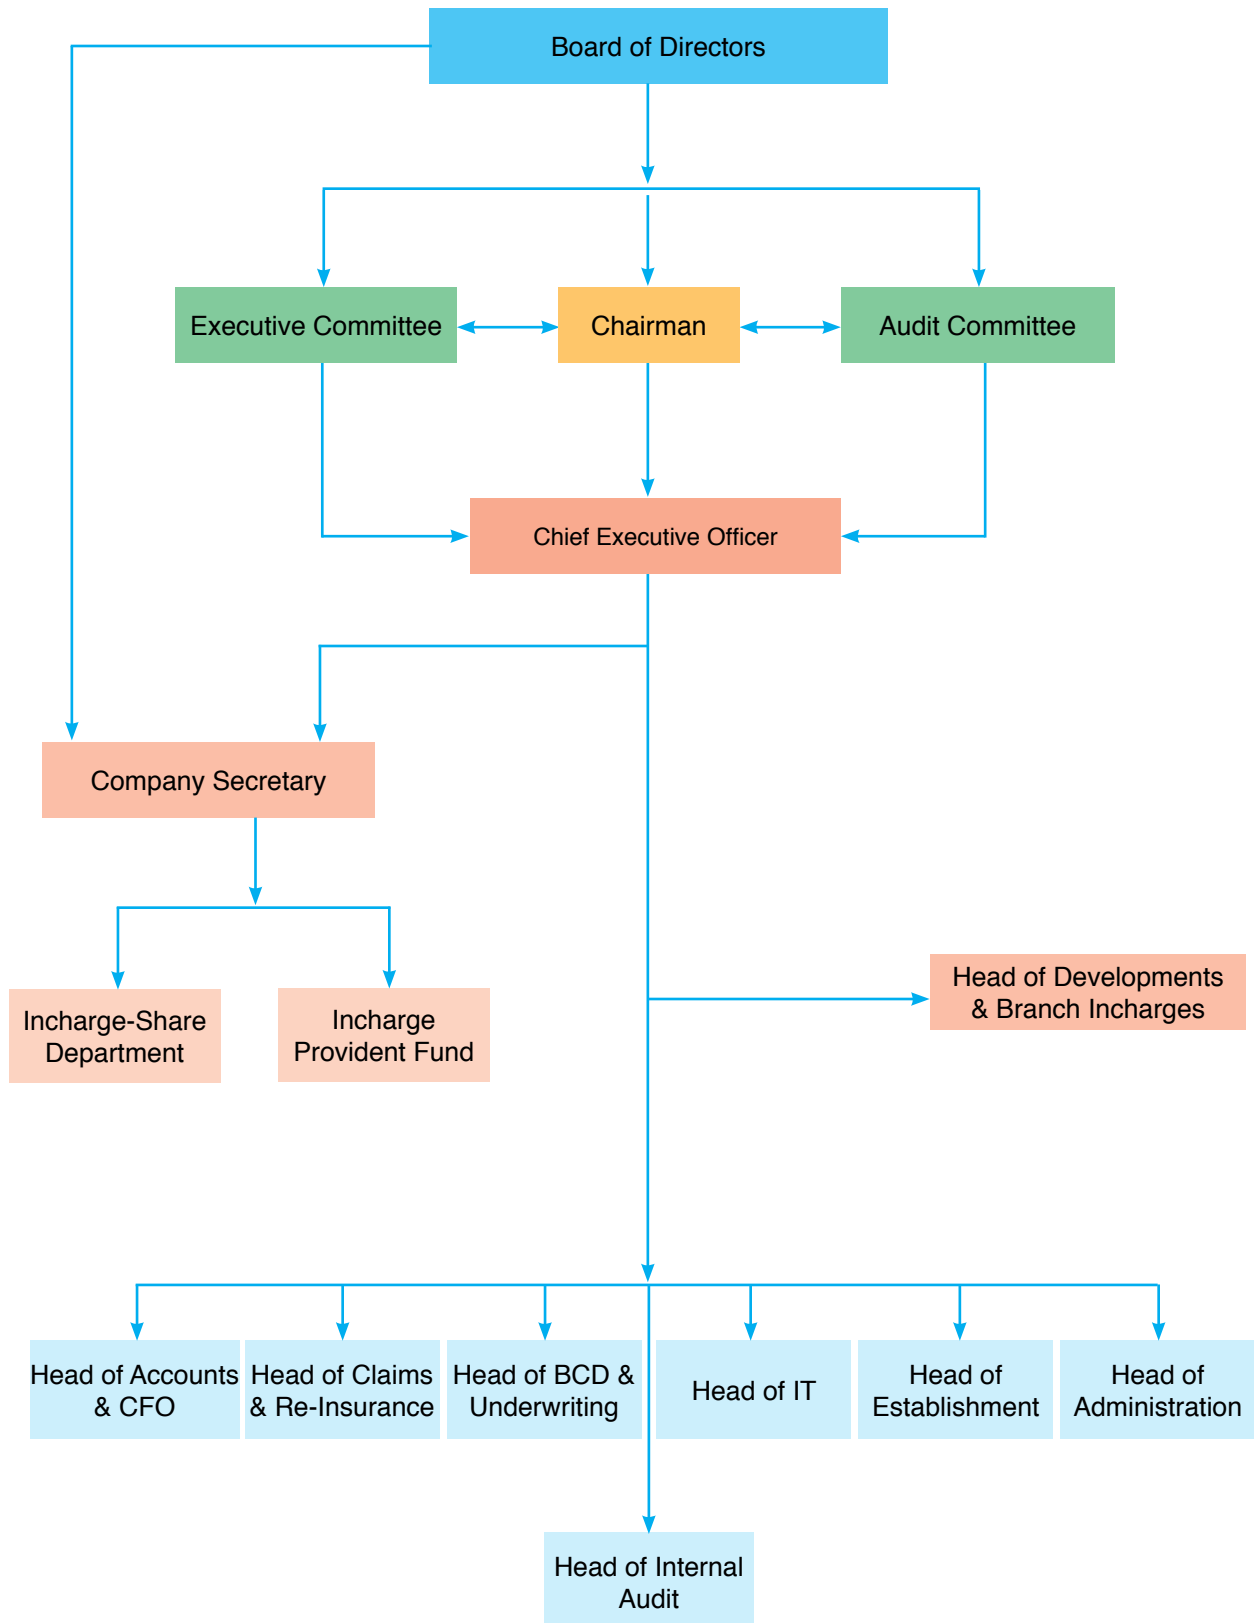 Board of Directors
Executive Committee
Chairman
Audit Committee
Chief Executive Officer
Company Secretary
Head of Developments
& Branch Incharges
Incharge-Share
Department
Incharge
Provident Fund
Head of Accounts
& CFO
Head of Claims
& Re-Insurance
Head of BCD &
Underwriting
Head of IT
Head of
Establishment
Head of
Administration
Head of Internal
Audit